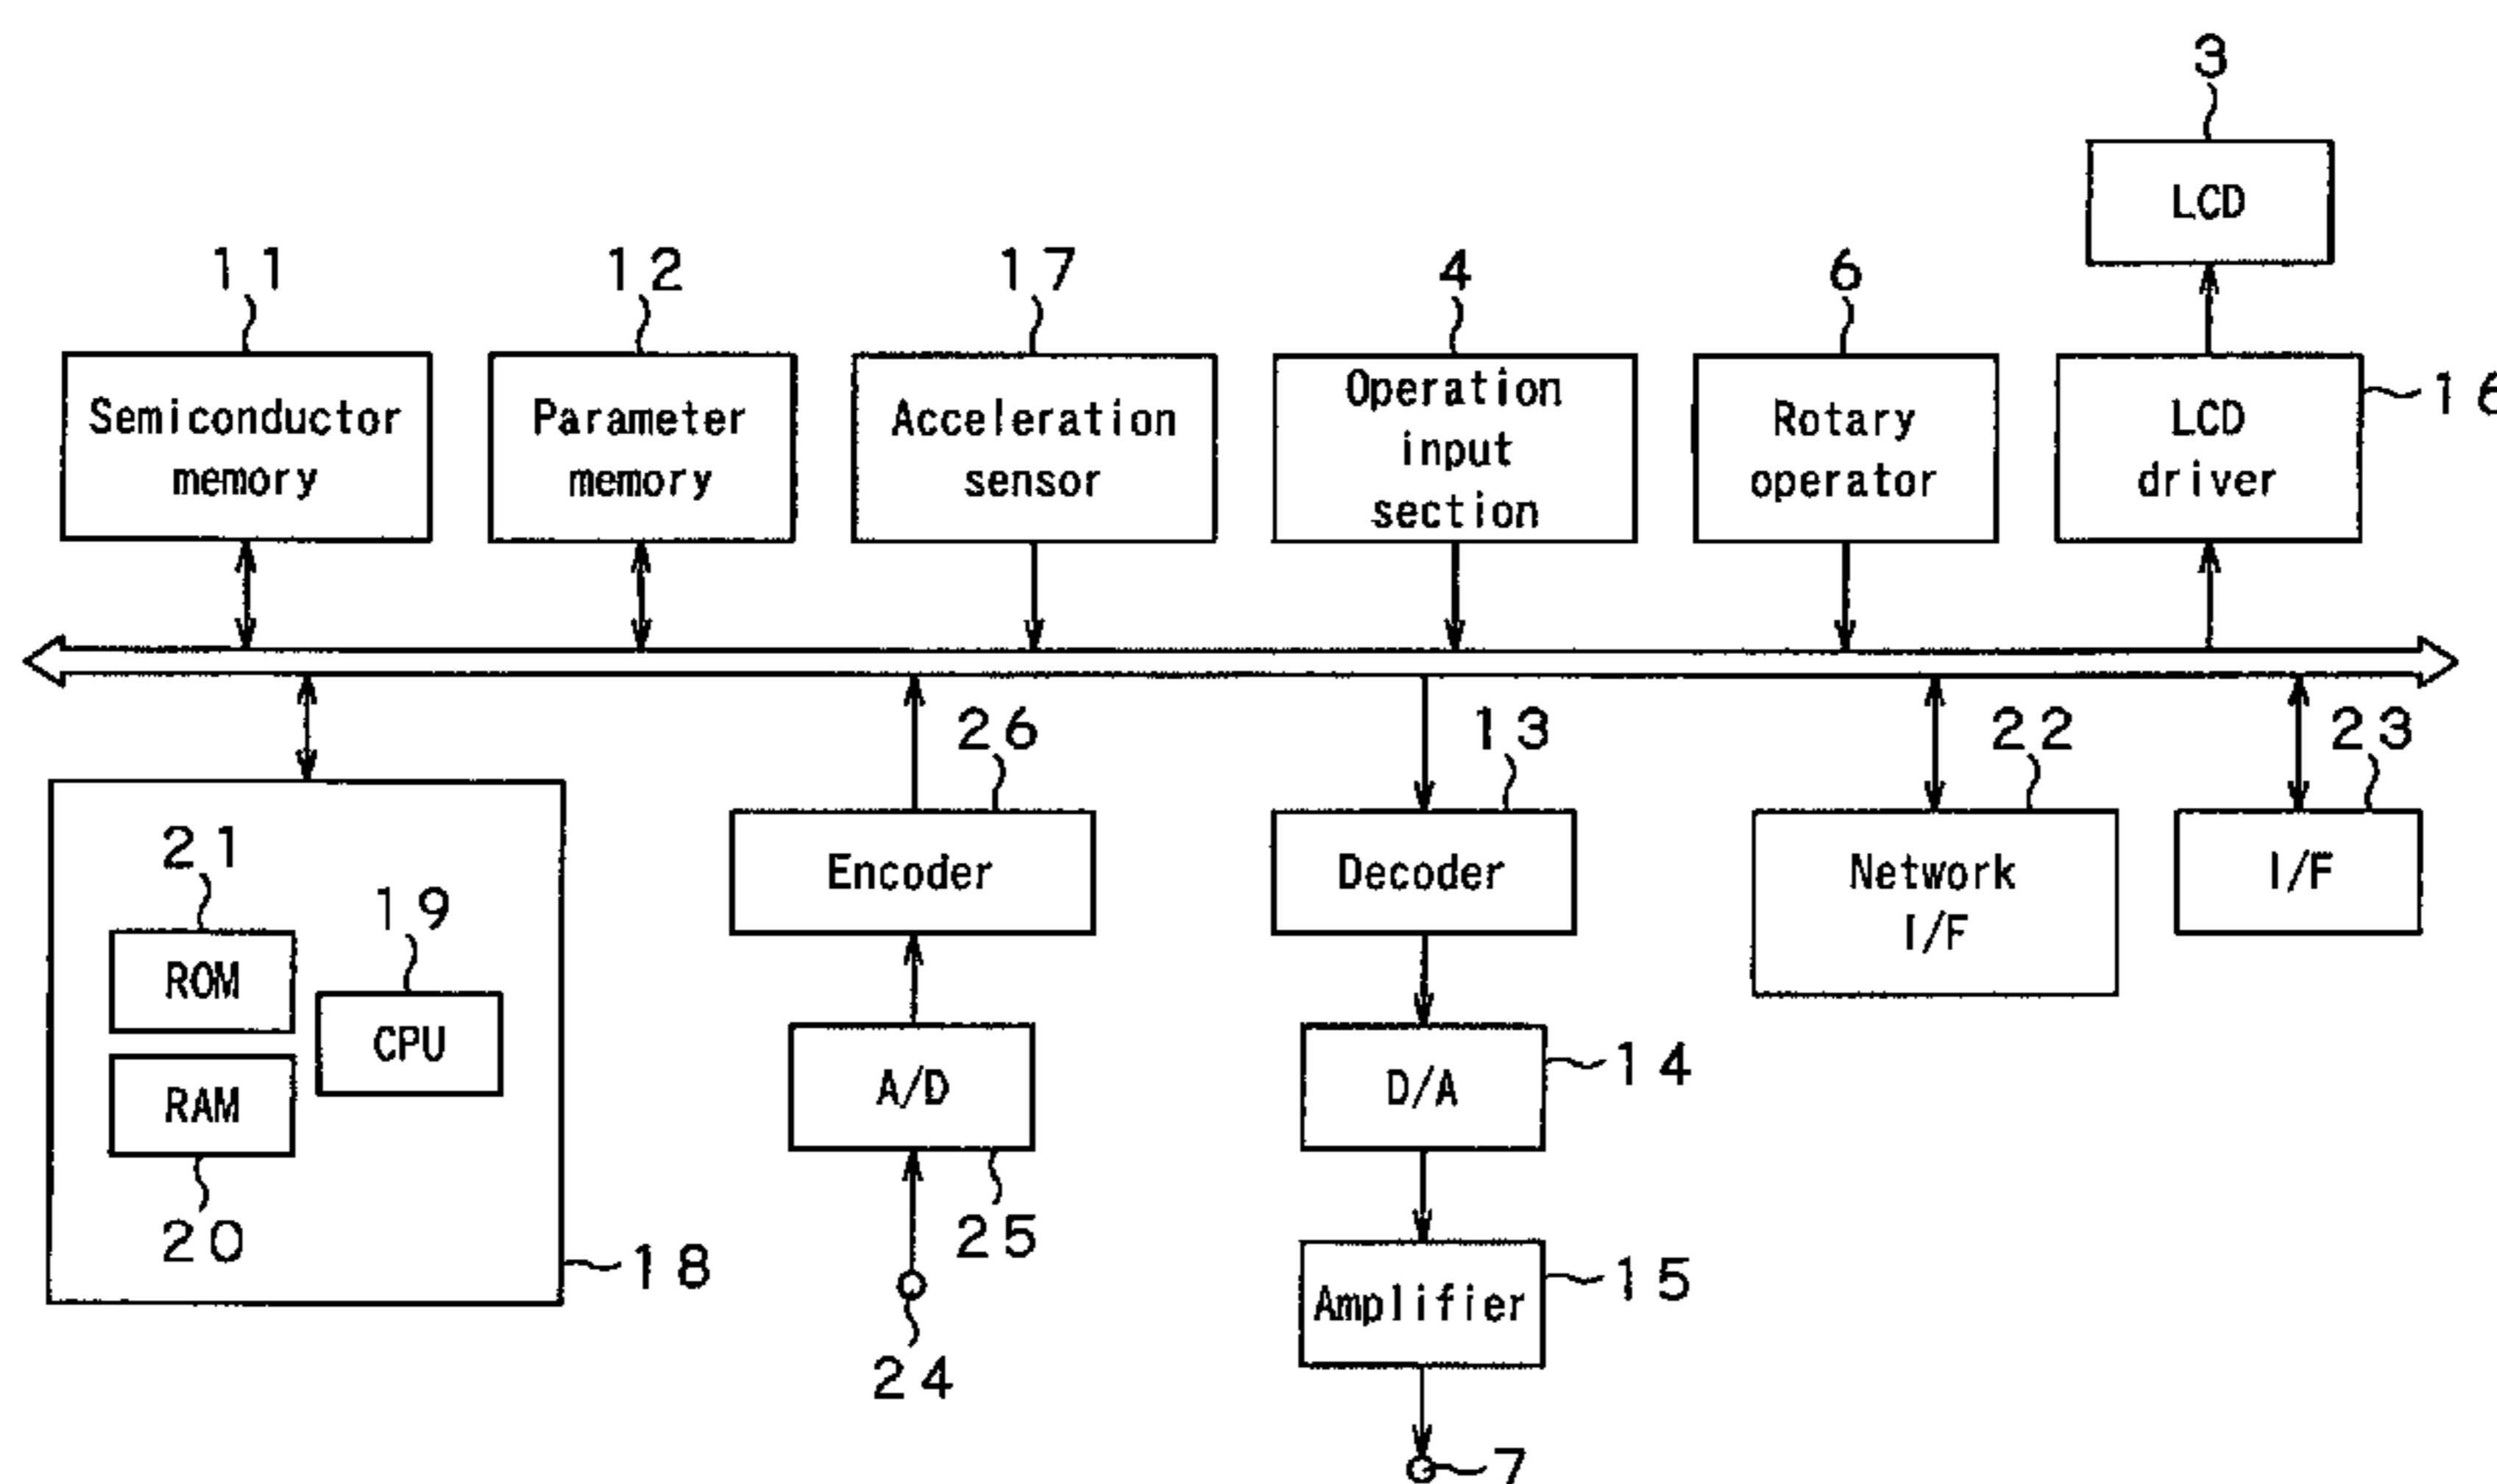 3
LCD
11
12
17
4
6
16
Semiconductor
memory
Parameter
memory
Acceleration
sensor
Operation
input
section
Rotary
operator
LCD
driver
26
13
22
23
21
19
ROM
CPU
RAM
20
18
Encoder
A/D
25
24
Decoder
D/A
14
Amplifier
15
7
Network
I/F
I/F